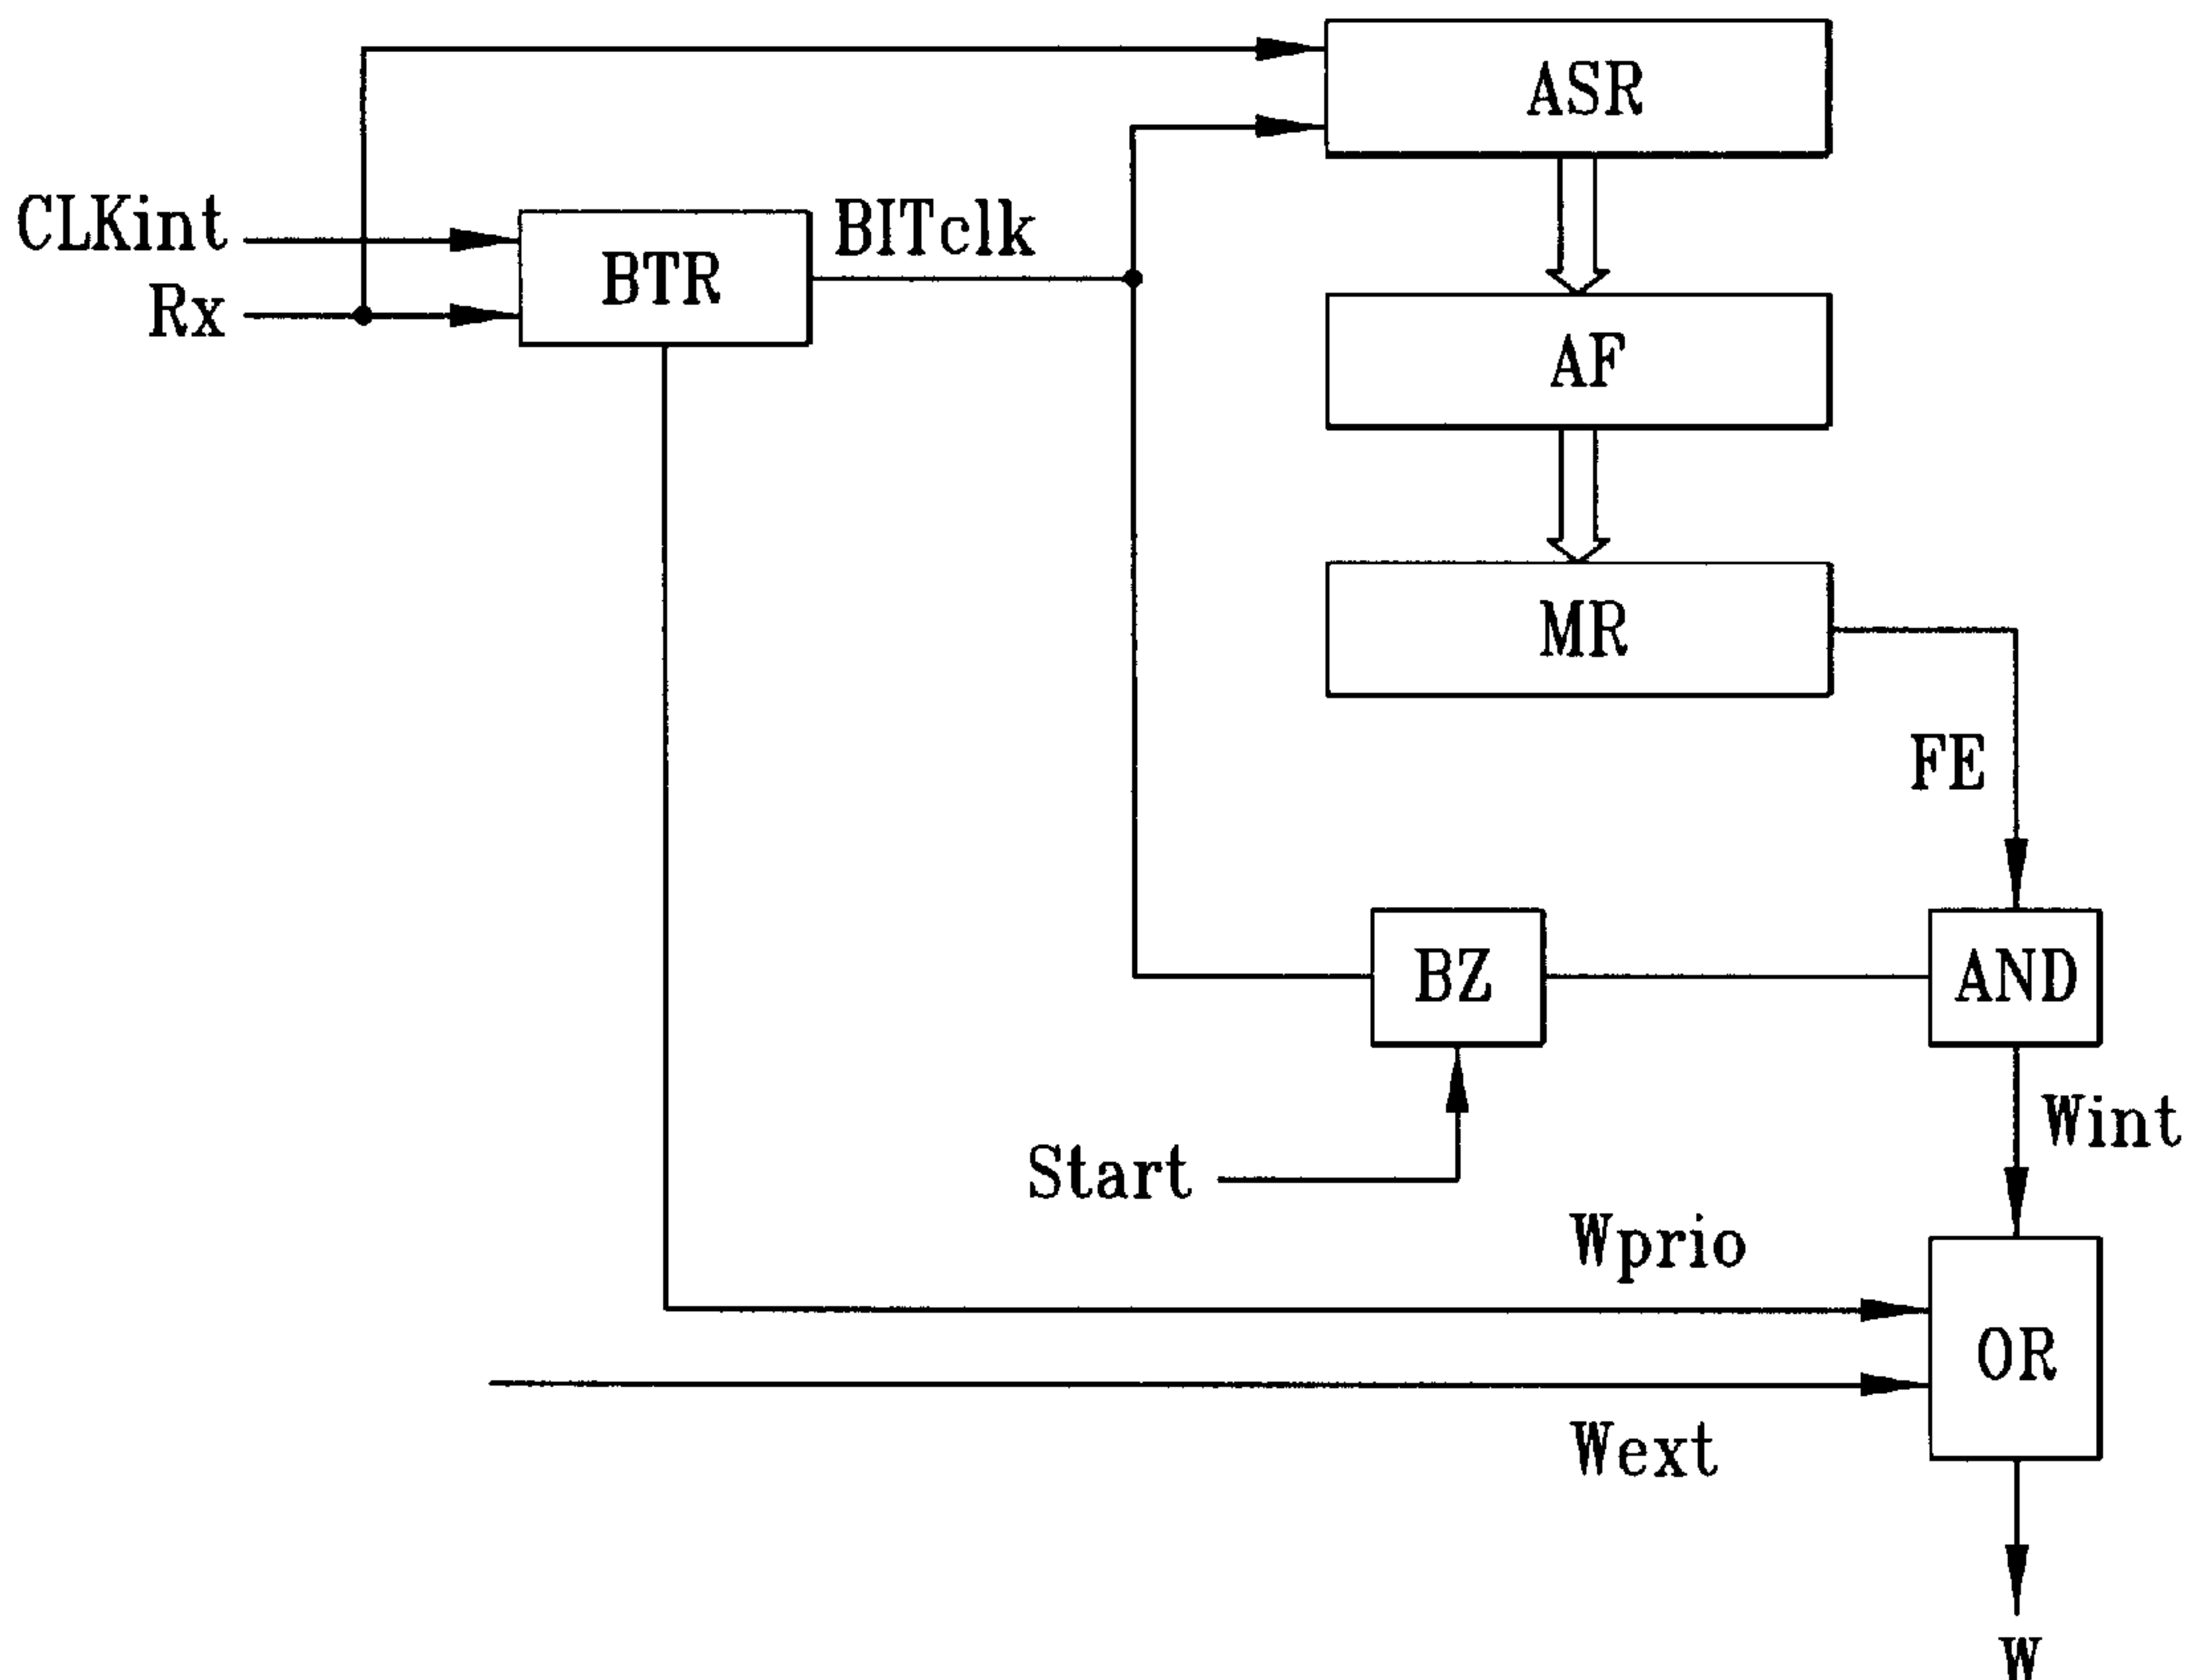 ASR
CLKint
BITclk
BTR
Rx
AF
MR
FE
BZ
AND
Wint
Start
Wprio
OR
Wext
W